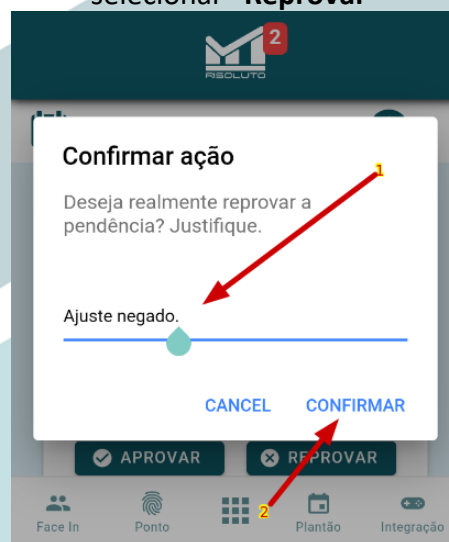 selecionar "Reprovar"
2
RSOLUTO
Confirmar ação
1
Deseja realmente reprovar a
pendência? Justifique.
Ajuste negado.
CANCEL CONFIRMAR
APROVAR REPROVAR
2
Face In Ponto Plantão Integração